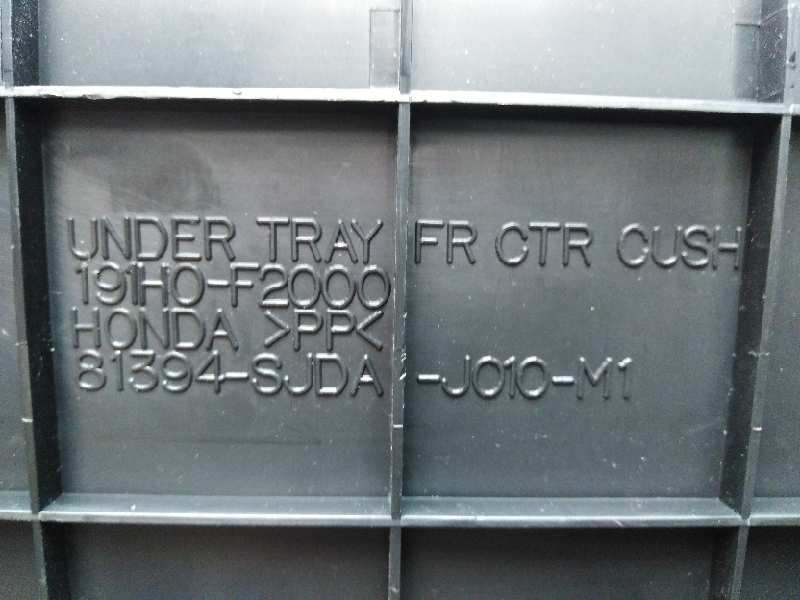 UNDER TRAY FR CTR CUSH
191H0-F2000
HONDA >PP<
81394-SJDA -J010-M1